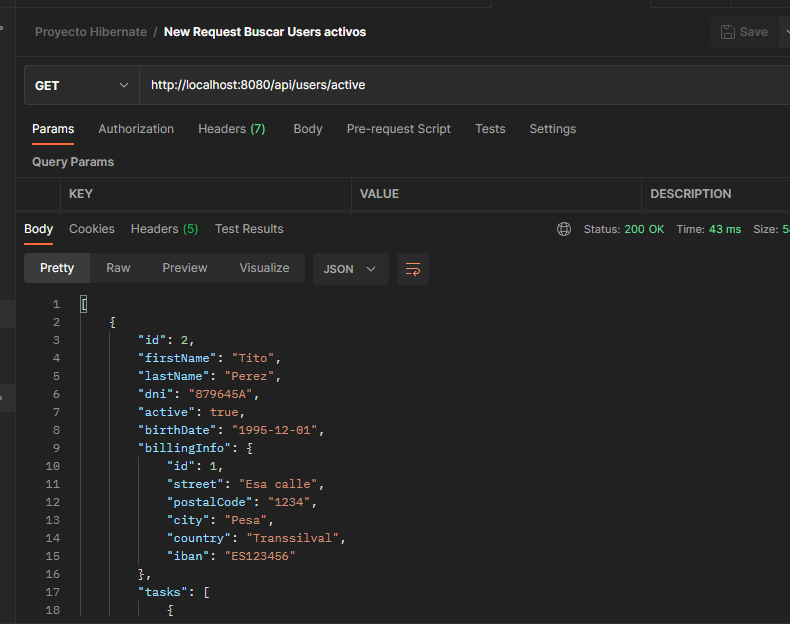 Proyecto Hibernate / New Request Buscar Users activos
Save
GET
http://localhost:8080/api/users/active
Params Authorization Headers (7) Body Pre-request Script Tests Settings
Query Params
KEY VALUE DESCRIPTION
Body Cookies Headers (5) Test Results Status: 200 OK Time: 43 ms Size:
Pretty Raw Preview Visualize JSON
1 [
2 {
3 "id": 2,
4 "firstName": "Tito",
5 "lastName": "Perez",
6 "dni": "879645A",
7 "active": true,
8 "birthDate": "1995-12-01",
9 "billingInfo": {
10 "id": 1,
11 "street": "Esa calle",
12 "postalCode": "1234",
13 "city": "Pesa",
14 "country": "Transsilval",
15 "iban": "ES123456"
16 },
17 "tasks": [
18 {